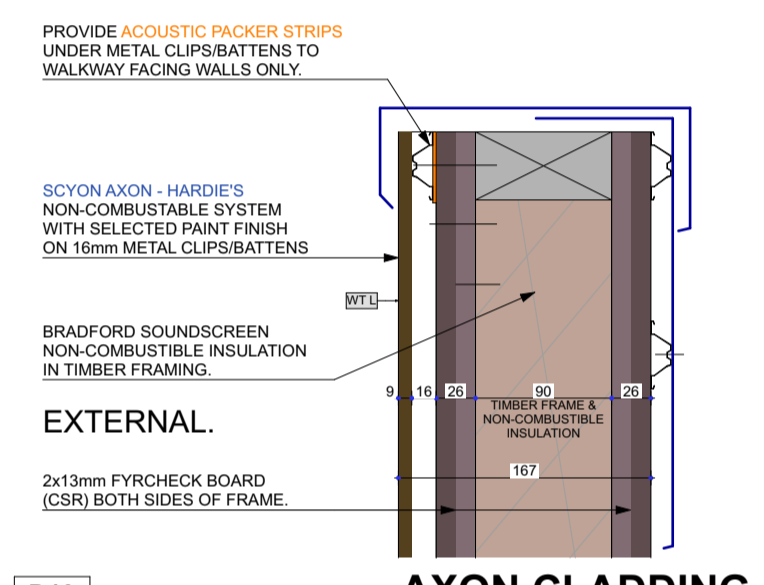 PROVIDE ACOUSTIC PACKER STRIPS
UNDER METAL CLIPS/BATTENS TO
WALKWAY FACING WALLS ONLY.
SCYON AXON - HARDIE'S
NON-COMBUSTABLE SYSTEM
WITH SELECTED PAINT FINISH
ON 16mm METAL CLIPS/BATTENS
WT L
BRADFORD SOUNDSCREEN
NON-COMBUSTIBLE INSULATION
IN TIMBER FRAMING.
9 16 26 90 26
TIMBER FRAME &
NON-COMBUSTIBLE
INSULATION
EXTERNAL.
167
2x13mm FYRCHECK BOARD
(CSR) BOTH SIDES OF FRAME.
AXON CLADDING